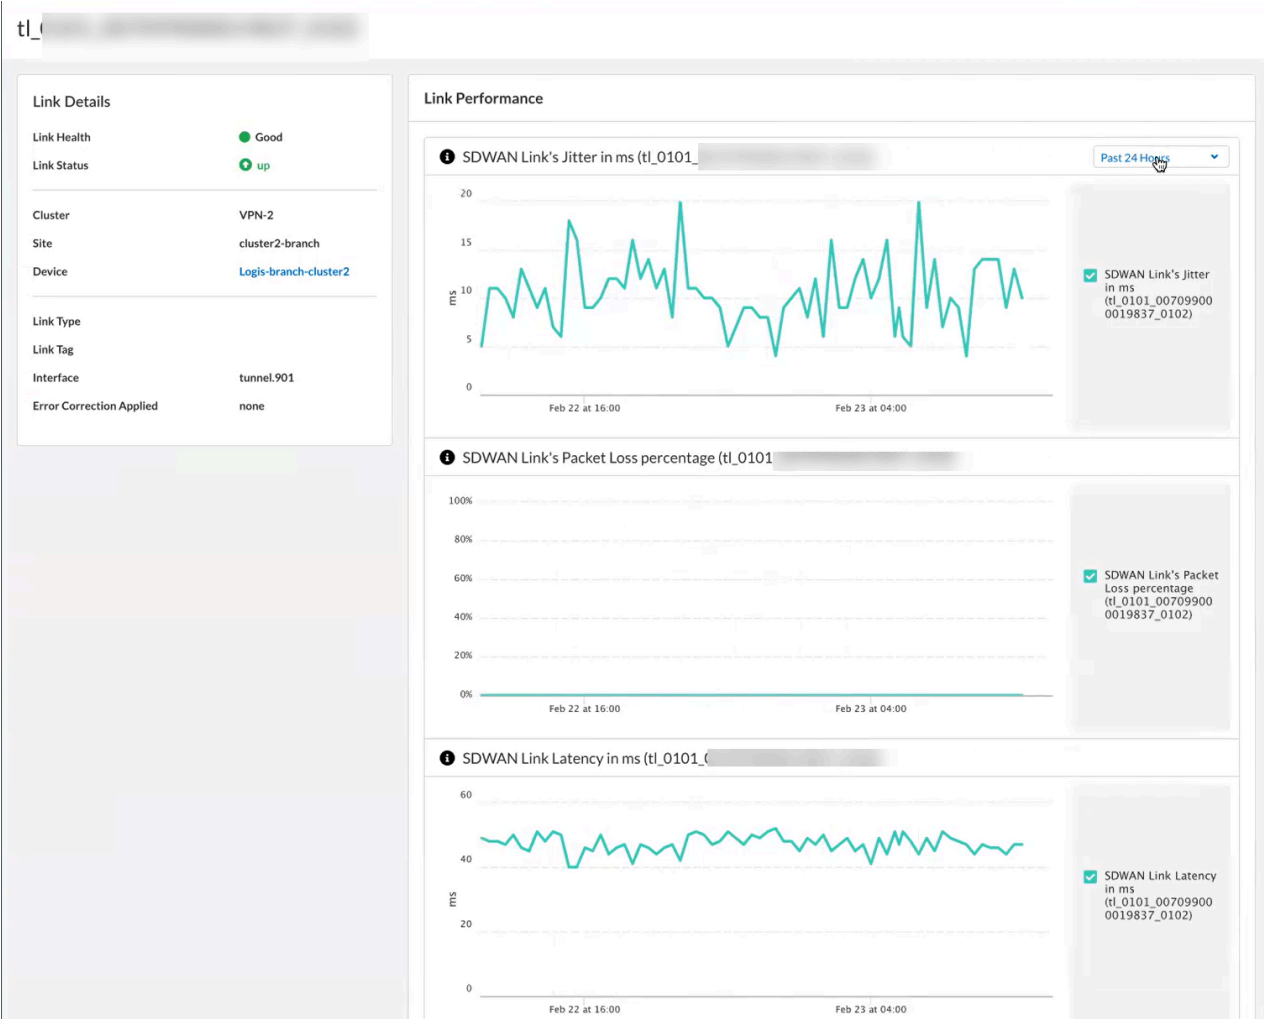 tl_
Link Details
Link Health Good
Link Status up
Cluster VPN-2
Site cluster2-branch
Device Logis-branch-cluster2
Link Type
Link Tag
Interface tunnel.901
Error Correction Applied none
Link Performance
SDWAN Link's Jitter in ms (tl_0101_
Past 24 Hours
20
15
10
5
0
ms
Feb 22 at 16:00 Feb 23 at 04:00
SDWAN Link's Jitter
in ms
(tl_0101_00709900
0019837_0102)
SDWAN Link's Packet Loss percentage (tl_0101
100%
80%
60%
40%
20%
0%
Feb 22 at 16:00 Feb 23 at 04:00
SDWAN Link's Packet
Loss percentage
(tl_0101_00709900
0019837_0102)
SDWAN Link Latency in ms (tl_0101_
60
40
20
0
ms
Feb 22 at 16:00 Feb 23 at 04:00
SDWAN Link Latency
in ms
(tl_0101_00709900
0019837_0102)